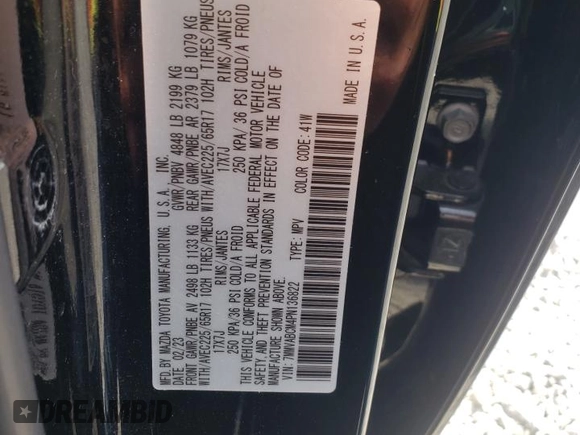 MFD. BY MAZDA TOYOTA MANUFACTURING, U.S.A. INC.
DATE: 02/23 GVWR/PNBV 4848 LB 2199 KG
FRONT GAWR/PNBE AV 2498 LB 1133 KG REAR GAWR/PNBE AR 2379 LB 1079 KG
WITH/AVEC225/65R17 102H TIRES/PNEUS WITH/AVEC225/65R17 102H TIRES/PNEUS
17X7J RIMS/JANTES 17X7J RIMS/JANTES
250 KPA/36 PSI COLD/A FROID 250 KPA/36 PSI COLD/A FROID
THIS VEHICLE CONFORMS TO ALL APPLICABLE FEDERAL MOTOR VEHICLE
SAFETY, AND THEFT PREVENTION STANDARDS IN EFFECT ON THE DATE OF
MANUFACTURE SHOWN ABOVE.
VIN: 7MMVABCM4PN136822 TYPE: MPV
COLOR CODE: 41W
MADE IN U.S.A.
DREAMBID